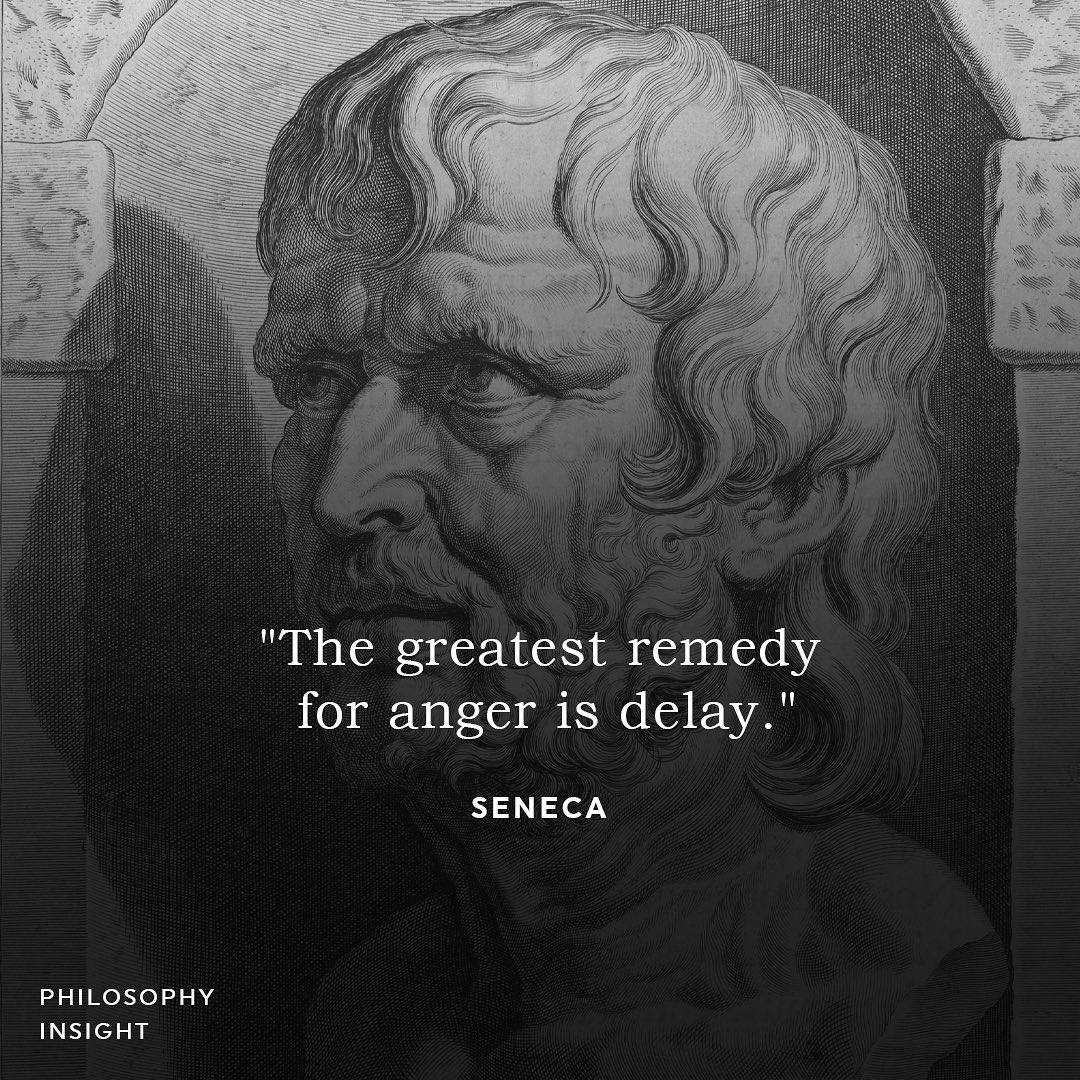 "The greatest remedy
for anger is delay."
SENECA
PHILOSOPHY
INSIGHT